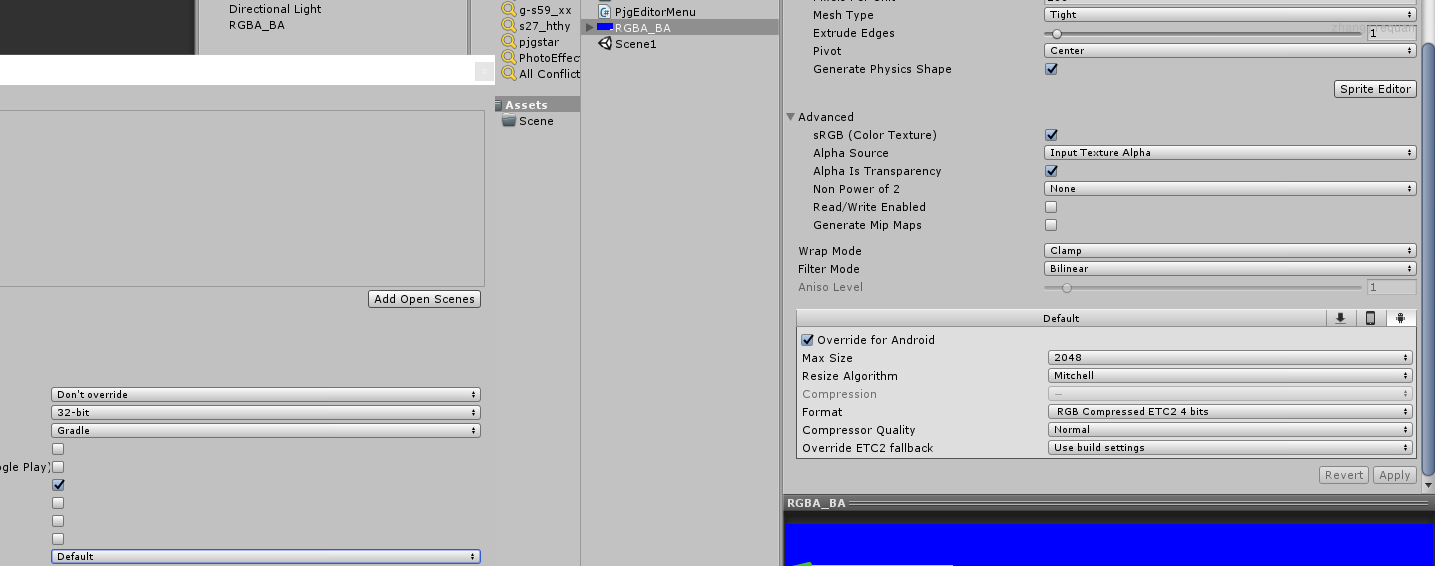 Directional Light
RGBA_BA
Add Open Scenes
Don't override
32-bit
Gradle
gle Play)
Default
g-s59_xx
s27_hthy
pjgstar
PhotoEffec
All Conflict
Assets
Scene
PjgEditorMenu
RGBA_BA
Scene1
Mesh Type
Tight
Extrude Edges
1
Pivot
Center
Generate Physics Shape
Sprite Editor
Advanced
sRGB (Color Texture)
Alpha Source
Input Texture Alpha
Alpha Is Transparency
Non Power of 2
None
Read/Write Enabled
Generate Mip Maps
Wrap Mode
Clamp
Filter Mode
Bilinear
Aniso Level
1
Default
Override for Android
Max Size
2048
Resize Algorithm
Mitchell
Compression
—
Format
RGB Compressed ETC2 4 bits
Compressor Quality
Normal
Override ETC2 fallback
Use build settings
Revert
Apply
RGBA_BA